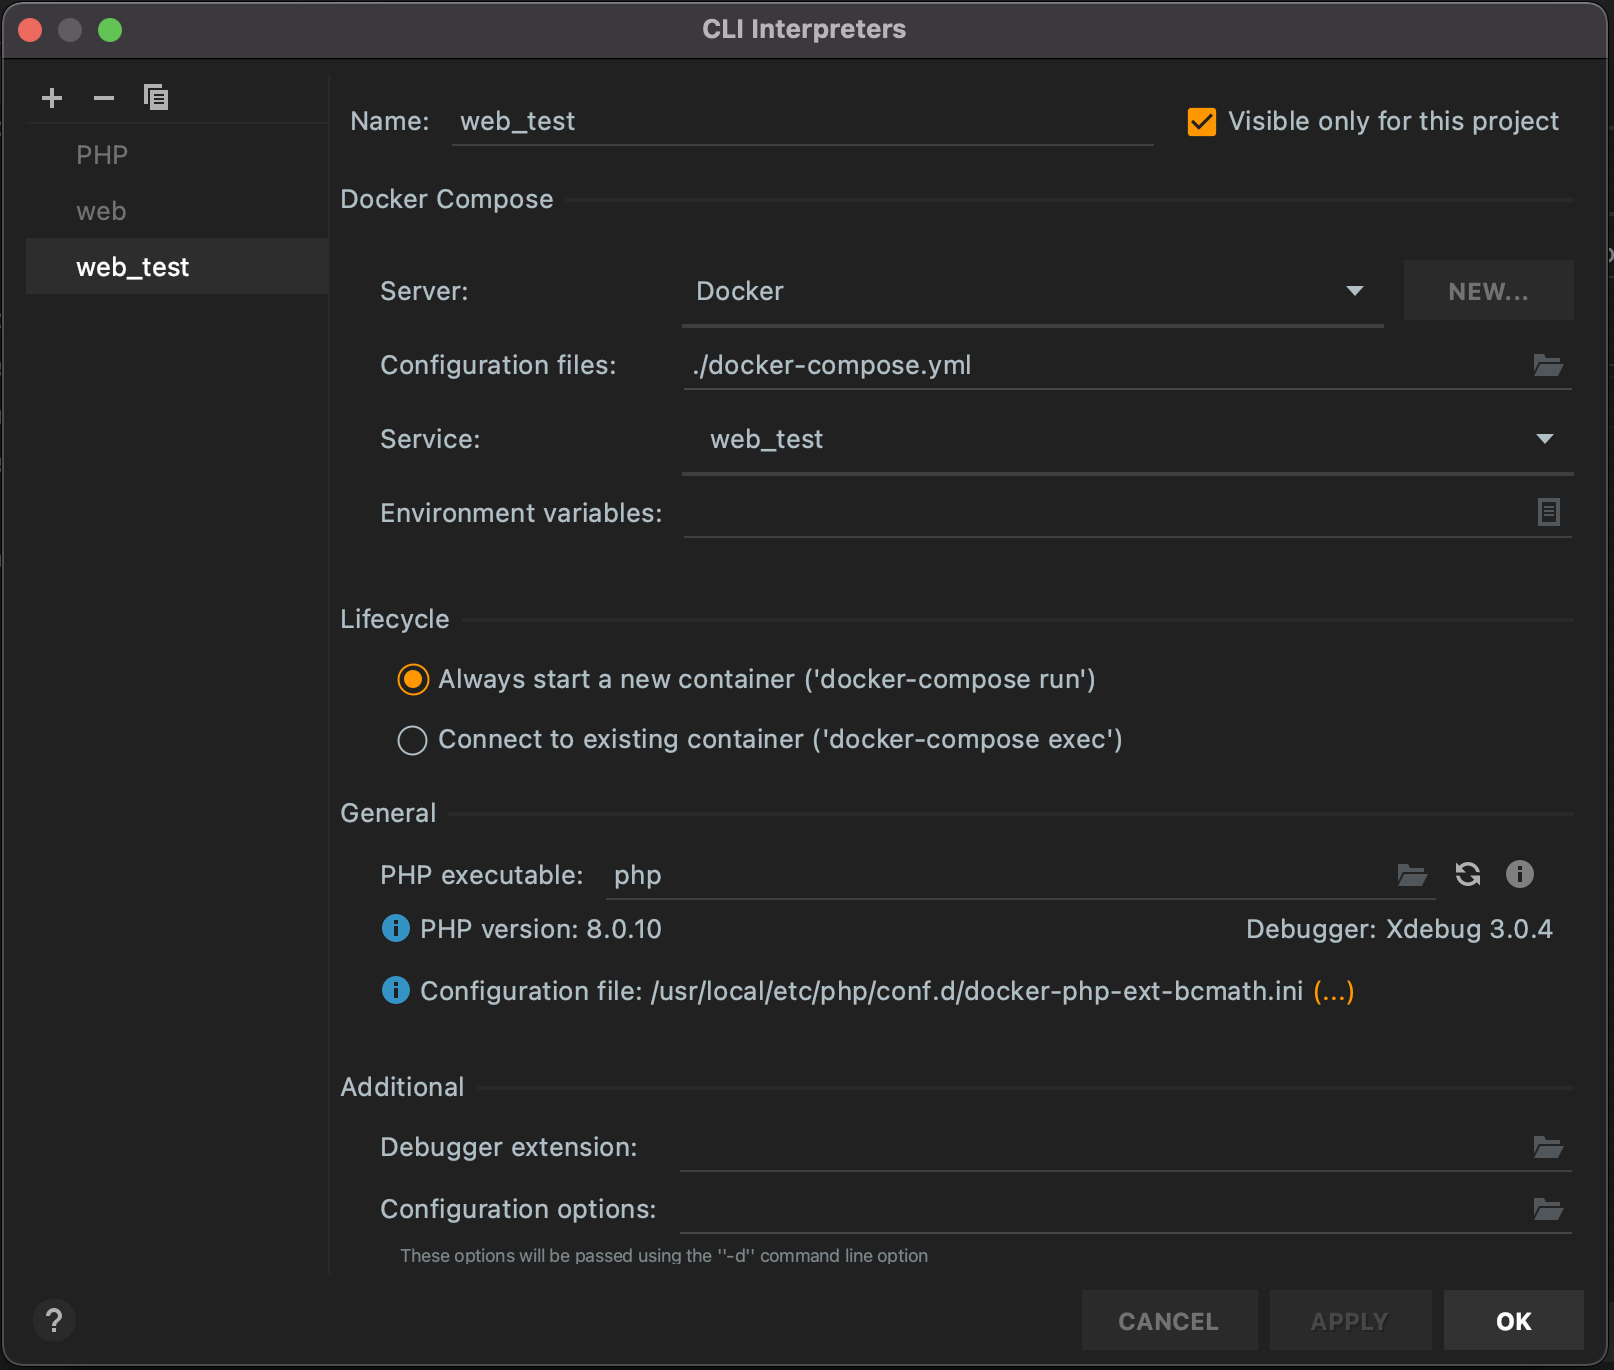 CLI Interpreters
PHP
web
web_test
Name: web_test
Visible only for this project
Docker Compose
Server: Docker NEW...
Configuration files: ./docker-compose.yml
Service: web_test
Environment variables:
Lifecycle
Always start a new container ('docker-compose run')
Connect to existing container ('docker-compose exec')
General
PHP executable: php
PHP version: 8.0.10 Debugger: Xdebug 3.0.4
Configuration file: /usr/local/etc/php/conf.d/docker-php-ext-bcmath.ini (...)
Additional
Debugger extension:
Configuration options:
These options will be passed using the ''-d'' command line option
? CANCEL APPLY OK